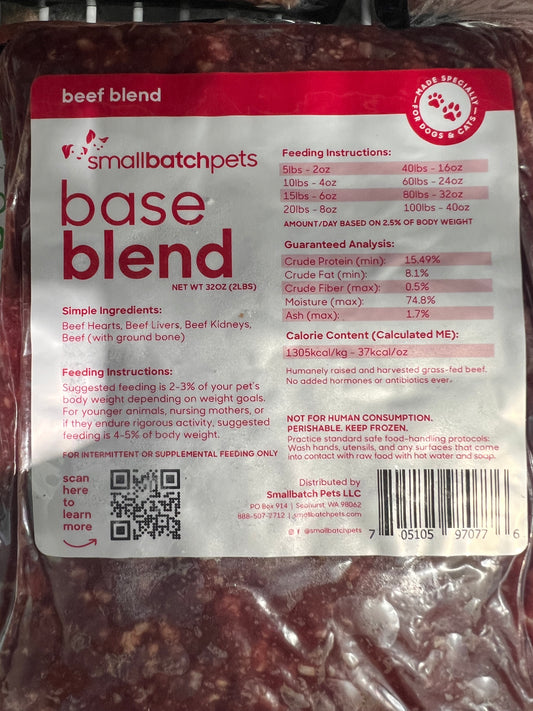 beef blend
MADE SPECIALLY
FOR DOGS & CATS
smallbatchpets
base
blend
NET WT 32OZ (2LBS)
Simple Ingredients:
Beef Hearts, Beef Livers, Beef Kidneys,
Beef (with ground bone)
Feeding Instructions:
Suggested feeding is 2-3% of your pet's
body weight depending on weight goals.
For younger animals, nursing mothers, or
if they endure rigorous activity, suggested
feeding is 4-5% of body weight.
FOR INTERMITTENT OR SUPPLEMENTAL FEEDING ONLY
scan
here
to
learn
more
Feeding Instructions:
5lbs - 2oz 40lbs - 16oz
10lbs - 4oz 60lbs - 24oz
15lbs - 6oz 80lbs - 32oz
20lbs - 8oz 100lbs - 40oz
AMOUNT/DAY BASED ON 2.5% OF BODY WEIGHT
Guaranteed Analysis:
Crude Protein (min): 15.49%
Crude Fat (min): 8.1%
Crude Fiber (max): 0.5%
Moisture (max): 74.8%
Ash (max): 1.7%
Calorie Content (Calculated ME):
1305kcal/kg - 37kcal/oz
Humanely raised and harvested grass-fed beef.
No added hormones or antibiotics ever.
NOT FOR HUMAN CONSUMPTION.
PERISHABLE. KEEP FROZEN.
Practice standard safe food-handling protocols:
Wash hands, utensils, and any surfaces that come
into contact with raw food with hot water and soap.
Distributed by
Smallbatch Pets LLC
PO Box 914 | Seahurst, WA 98062
888-507-2712 | smallbatchpets.com
@smallbatchpets
7 05105 97077 6